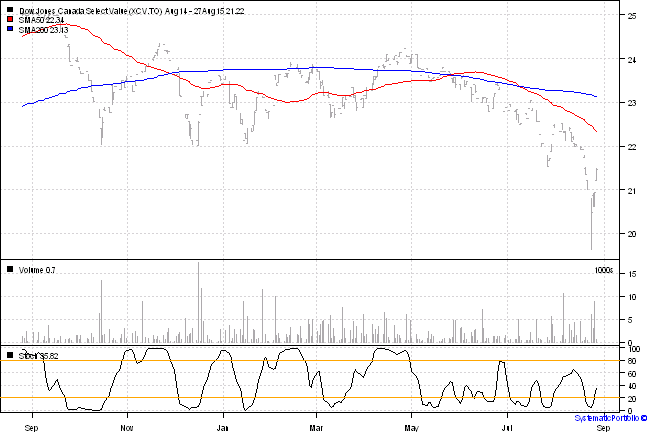 Dow Jones Canada Select Value (XCV.TO) Aug 14 - 27Aug15 21.22
SMA50 22.34
SMA200 23.13
25
24
23
22
21
20
Volume 0.7
1000s
15
10
5
0
Stoch 35.82
100
80
60
40
20
0
Sep
Nov
Jan
Mar
May
Jul
Sep
SystematicPortfolio ©